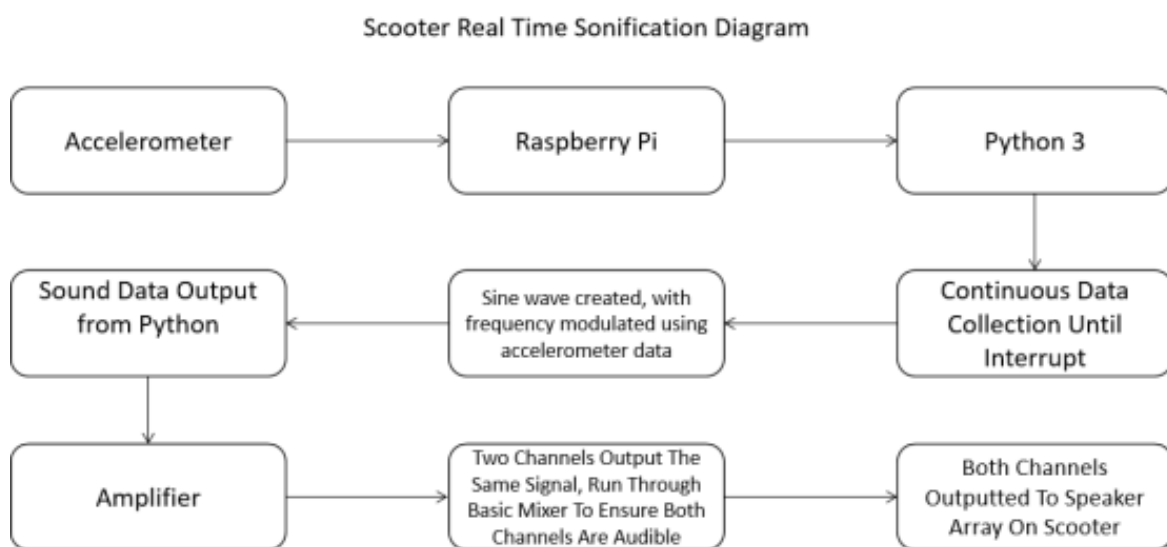 Scooter Real Time Sonification Diagram
Accelerometer
Raspberry Pi
Python 3
Continuous Data
Collection Until
Interrupt
Sine wave created, with
frequency modulated using
accelerometer data
Sound Data Output
from Python
Amplifier
Two Channels Output The
Same Signal, Run Through
Basic Mixer To Ensure Both
Channels Are Audible
Both Channels
Outputted To Speaker
Array On Scooter